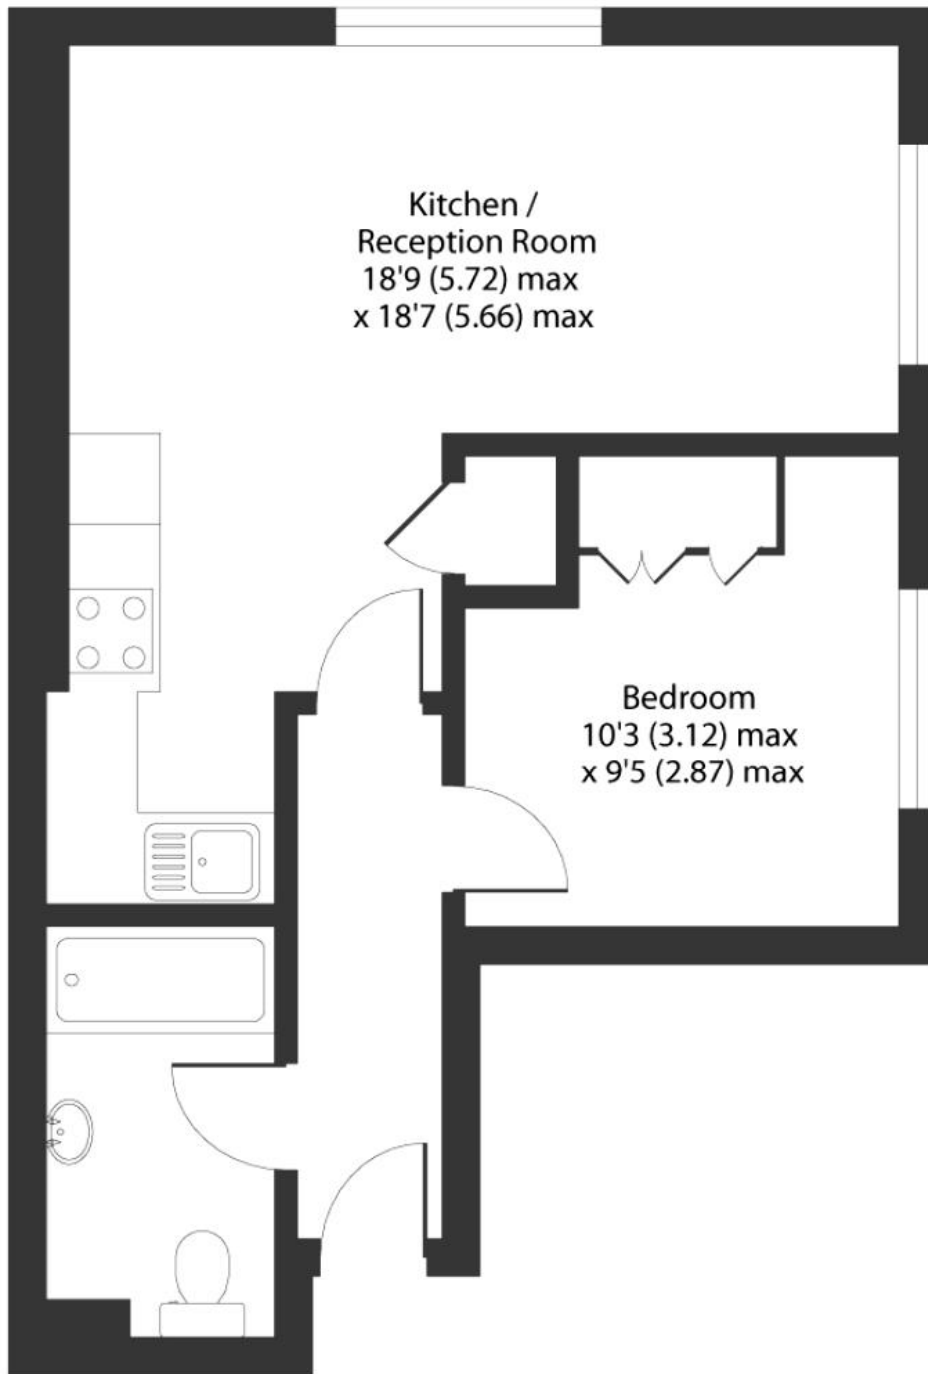 Kitchen /
Reception Room
18'9 (5.72) max
x 18'7 (5.66) max
Bedroom
10'3 (3.12) max
x 9'5 (2.87) max